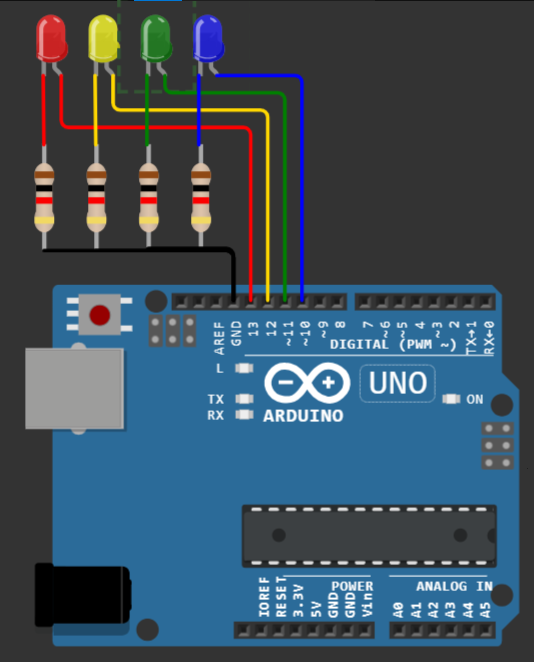 AREF
GND
13
12
~11
~10
~9
8
7
~6
~5
4
~3
2
TX→1
RX←0
DIGITAL (PWM ~)
L
TX
RX
ARDUINO
UNO
ON
POWER
ANALOG IN
IOREF
RESET
3.3V
5V
GND
GND
Vin
A0
A1
A2
A3
A4
A5